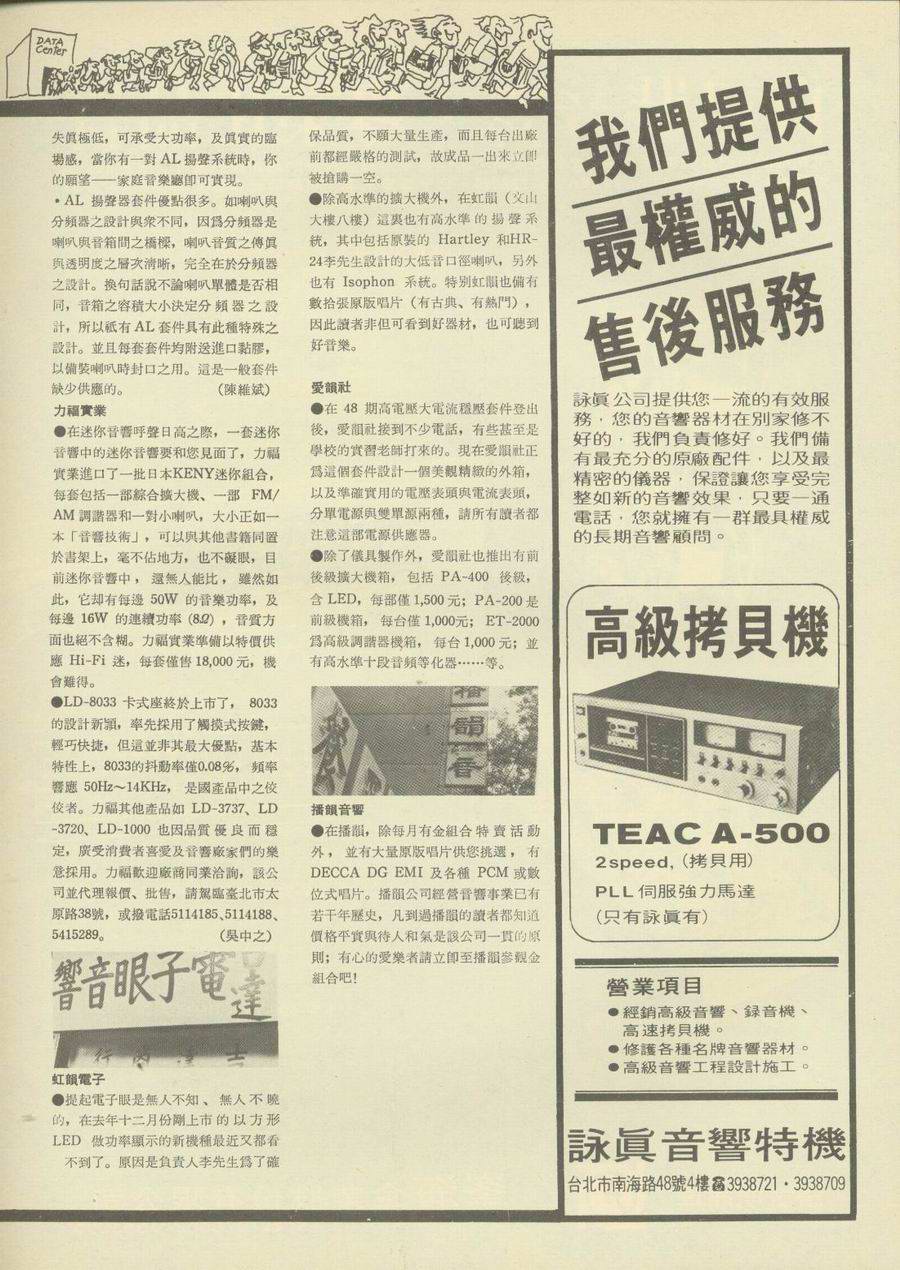 DATA
Center
失眞極低，可承受大功率，及眞實的臨
場感，當你有一對 AL 揚聲系統時，你
的願望——家庭音樂廳卽可實現。
・AL 揚聲器套件優點很多。如喇叭與
分頻器之設計與衆不同，因爲分頻器是
喇叭與音箱間之橋樑，喇叭音質之傳眞
與透明度之層次淸晰，完全在於分頻器
之設計。換句話說不論喇叭單體是否相
同，音箱之容積大小決定分頻器之設
計，所以祇有 AL 套件具有此種特殊之
設計。並且每套套件均附送進口黏膠，
以備裝喇叭時封口之用。這是一般套件
缺少供應的。 （陳維斌）
力福實業
●在迷你音響呼聲日高之際，一套迷你
音響中的迷你音響要和您見面了，力福
實業進口了一批日本KENY迷你組合，
每套包括一部綜合擴大機、一部 FM/
AM 調諧器和一對小喇叭，大小正如一
本「音響技術」，可以與其他書籍同置
於書架上，毫不佔地方，也不礙眼，目
前迷你音響中，還無人能比，雖然如
此，它却有每邊 50W 的音樂功率，及
每邊 16W 的連續功率 (8Ω)，音質方
面也絕不含糊。力福實業準備以特價供
應 Hi-Fi 迷，每套僅售 18,000 元，機
會難得。
●LD-8033 卡式座終於上市了，8033
的設計新潁，率先採用了觸摸式按鍵，
輕巧快捷，但這並非其最大優點，基本
特性上，8033的抖動率僅0.08%，頻率
響應 50Hz～14KHz，是國產品中之佼
佼者。力福其他產品如 LD-3737、LD
-3720、LD-1000 也因品質優良而穩
定，廣受消費者喜愛及音響廠家們的樂
意採用。力福歡迎廠商同業洽詢，該公
司並代理報價、批售，請駕臨臺北市太
原路38號，或撥電話5114185、5114188、
5415289。 （吳中之）
響音眼子電
達
虹韻電子
●提起電子眼是無人不知、無人不曉
的，在去年十二月份剛上市的以方形
LED 做功率顯示的新機種最近又都看
不到了。原因是負責人李先生爲了確
保品質，不願大量生產，而且每台出廠
前都經嚴格的測試，故成品一出來立卽
被搶購一空。
●除高水準的擴大機外，在虹韻（文山
大樓八樓）這裏也有高水準的揚聲系
統，其中包括原裝的 Hartley 和HR-
24李先生設計的大低音口徑喇叭，另外
也有 Isophon 系統。特別虹韻也備有
數拾張原版唱片（有古典、有熱門），
因此讀者非但可看到好器材，也可聽到
好音樂。
愛韻社
●在 48 期高電壓大電流穩壓套件登出
後，愛韻社接到不少電話，有些甚至是
學校的實習老師打來的。現在愛韻社正
爲這個套件設計一個美觀精緻的外箱，
以及準確實用的電壓表頭與電流表頭，
分單電源與雙單源兩種，請所有讀者都
注意這部電源供應器。
●除了儀具製作外，愛韻社也推出有前
後級擴大機箱，包括 PA-400 後級，
含 LED，每部僅 1,500 元；PA-200 是
前級機箱，每台僅 1,000元；ET-2000
爲高級調諧器機箱，每台 1,000 元；並
有高水準十段音頻等化器……等。
播
韻
音
播韻音響
●在播韻，除每月有金組合特賣活動
外，並有大量原版唱片供您挑選，有
DECCA DG EMI 及各種 PCM 或數
位式唱片。播韻公司經營音響事業已有
若干年歷史，凡到過播韻的讀者都知道
價格平實與待人和氣是該公司一貫的原
則；有心的愛樂者請立卽至播韻參觀金
組合吧！
我們提供
最權威的
售後服務
詠眞公司提供您一流的有效服
務，您的音響器材在別家修不
好的，我們負責修好。我們備
有最充分的原廠配件，以及最
精密的儀器，保證讓您享受完
整如新的音響效果，只要一通
電話，您就擁有一群最具權威
的長期音響顧問。
高級拷貝機
TEAC A-500
2speed, (拷貝用)
PLL 伺服強力馬達
(只有詠眞有)
營業項目
●經銷高級音響、録音機、
高速拷貝機。
●修護各種名牌音響器材。
●高級音響工程設計施工。
詠眞音響特機
台北市南海路48號4樓☎3938721・3938709